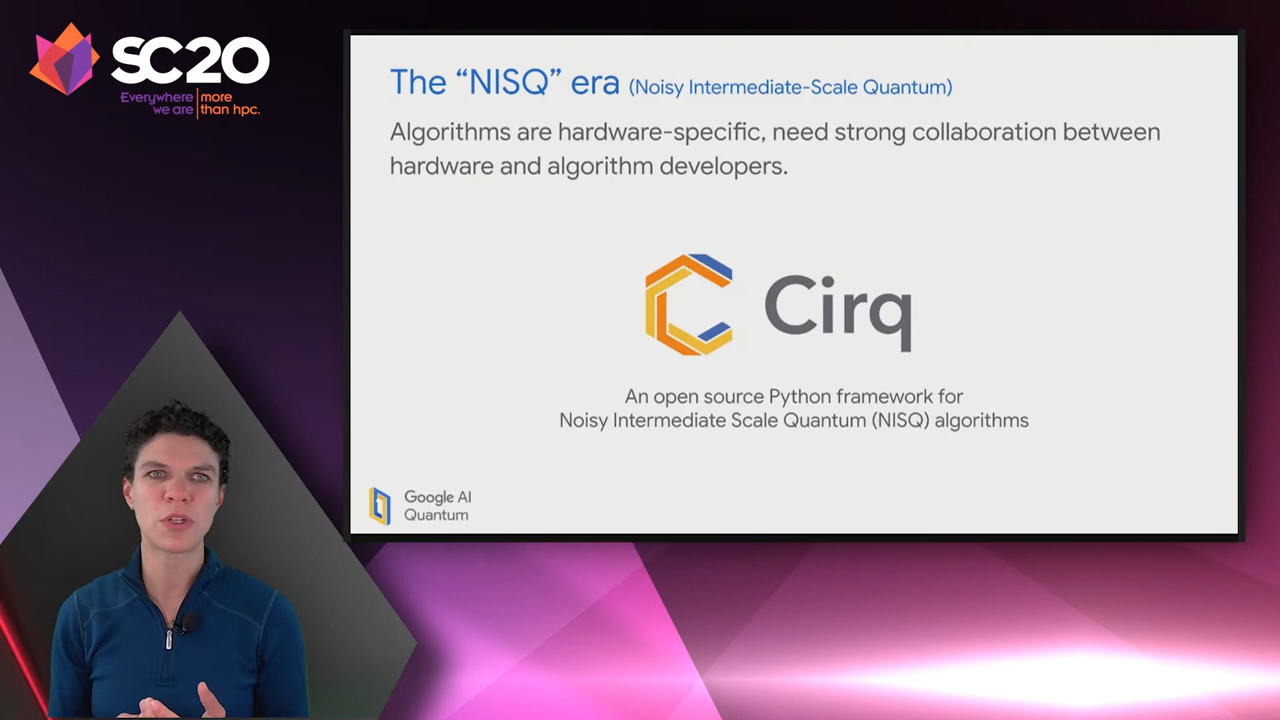 SC20
Everywhere we are
more than hpc.
The “NISQ” era (Noisy Intermediate-Scale Quantum)
Algorithms are hardware-specific, need strong collaboration between
hardware and algorithm developers.
Cirq
An open source Python framework for
Noisy Intermediate Scale Quantum (NISQ) algorithms
Google AI
Quantum